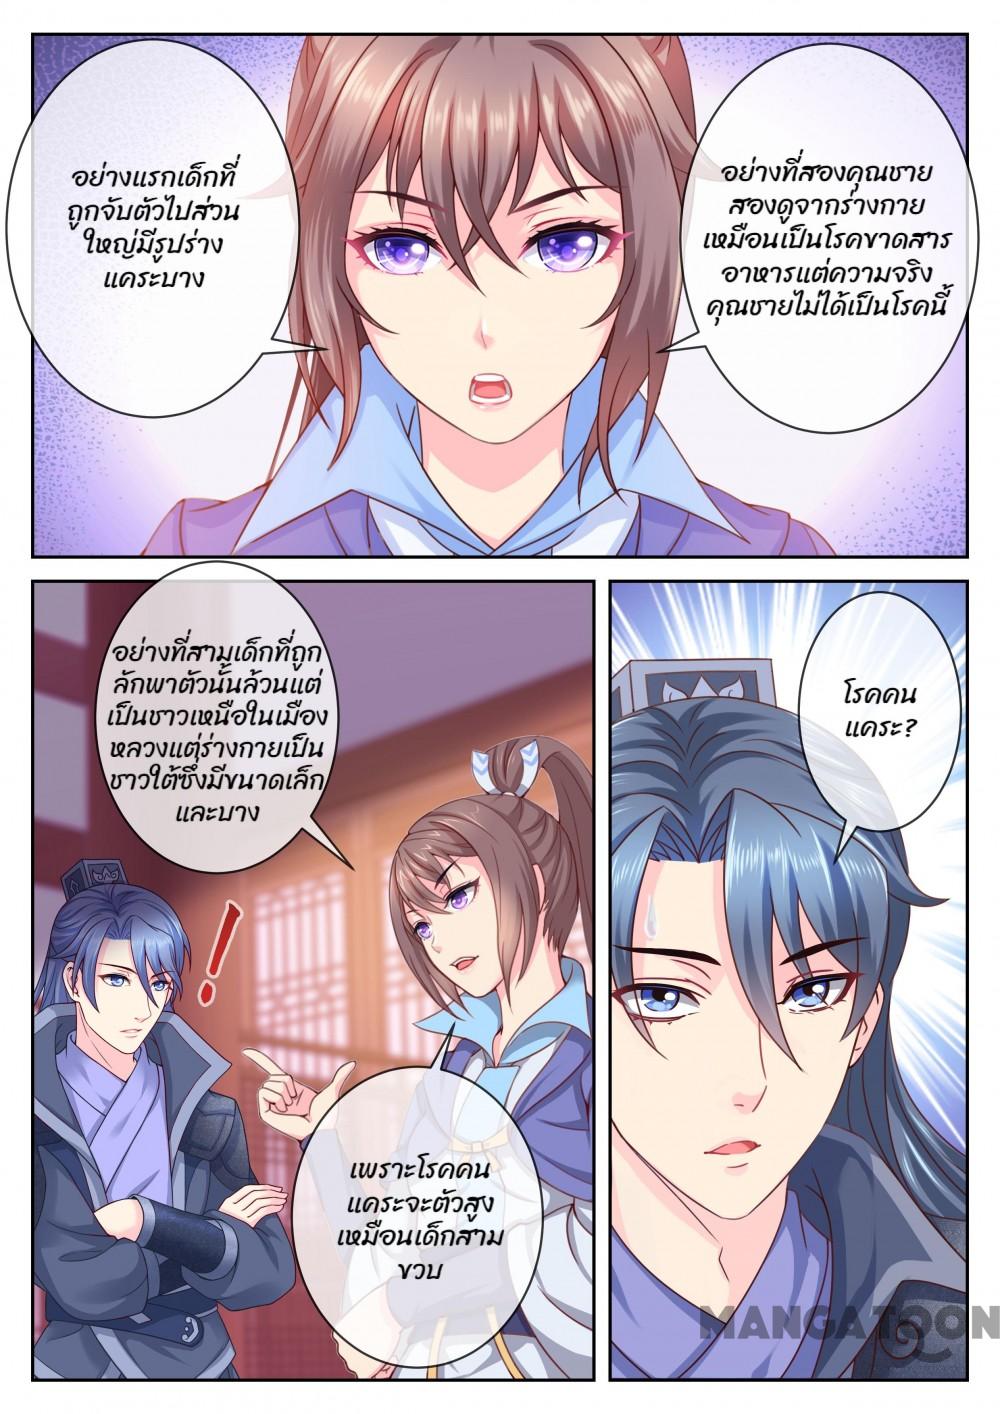 อย่างแรกเด็กที่
ถูกจับตัวไปส่วน
ใหญ่มีรูปร่าง
แคระบาง
อย่างที่สองคุณชาย
สองดูจากร่างกาย
เหมือนเป็นโรคขาดสาร
อาหารแต่ความจริง
คุณชายไม่ได้เป็นโรคนี้
อย่างที่สามเด็กที่ถูก
ลักพาตัวนั้นล้วนแต่
เป็นชาวเหนือในเมือง
หลวงแต่ร่างกายเป็น
ชาวใต้ซึ่งมีขนาดเล็ก
และบาง
!
เพราะโรคคน
แคระจะตัวสูง
เหมือนเด็กสาม
ขวบ
โรคคน
แคระ?
MANGATOON